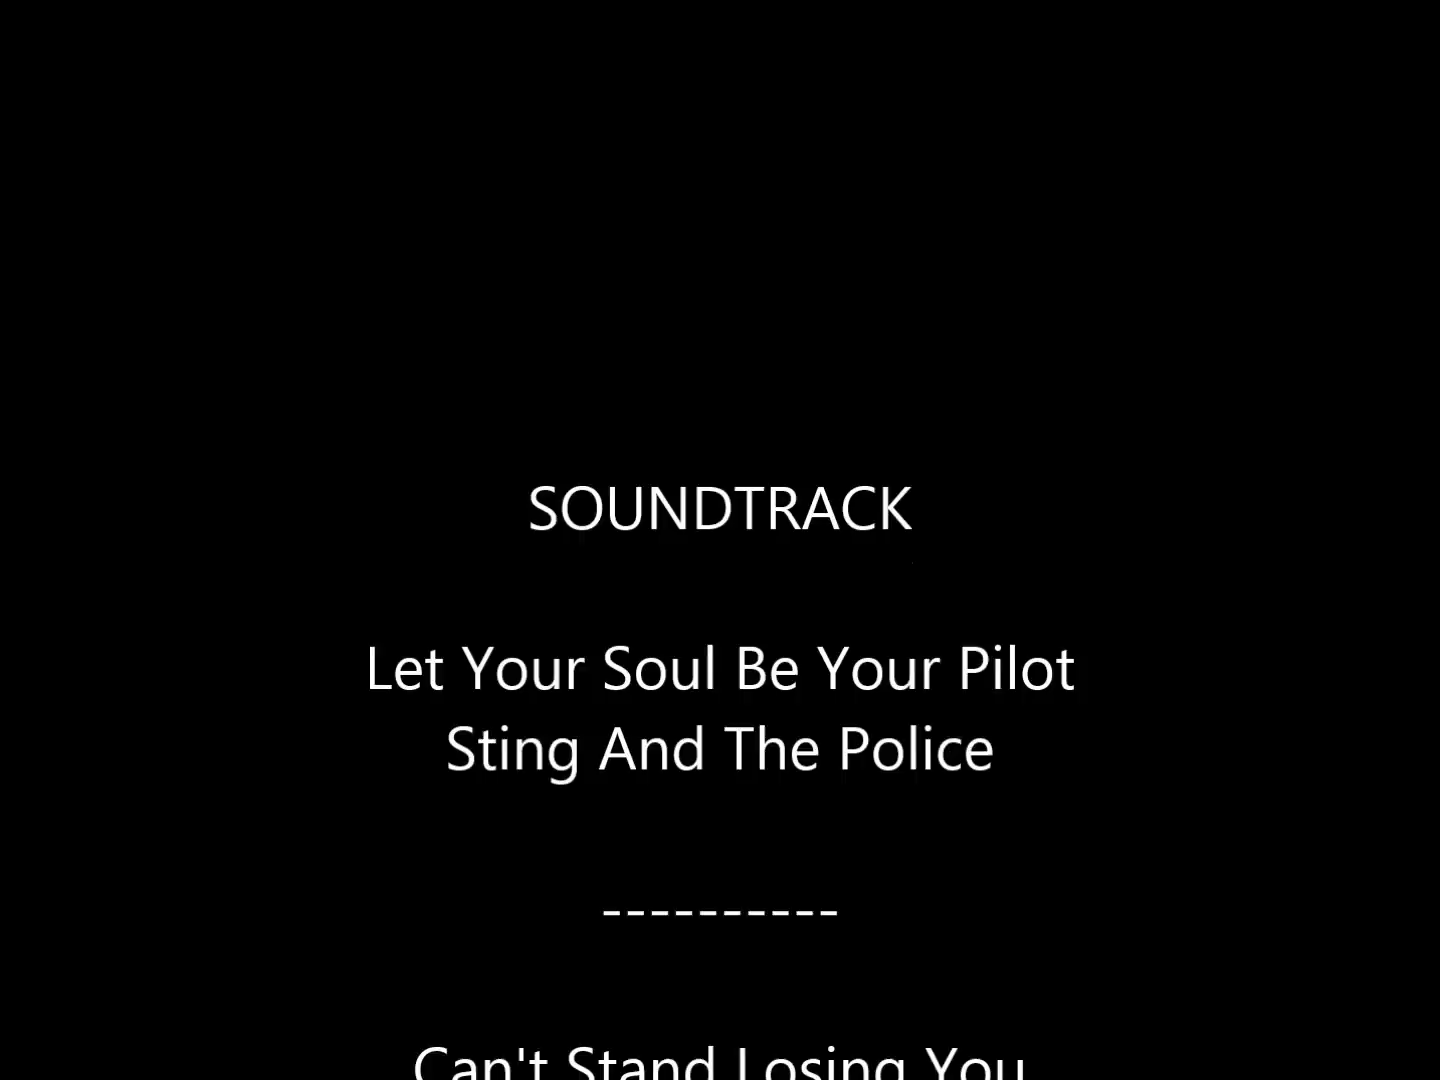 SOUNDTRACK
Let Your Soul Be Your Pilot
Sting And The Police
----------
Can't Stand Losing You